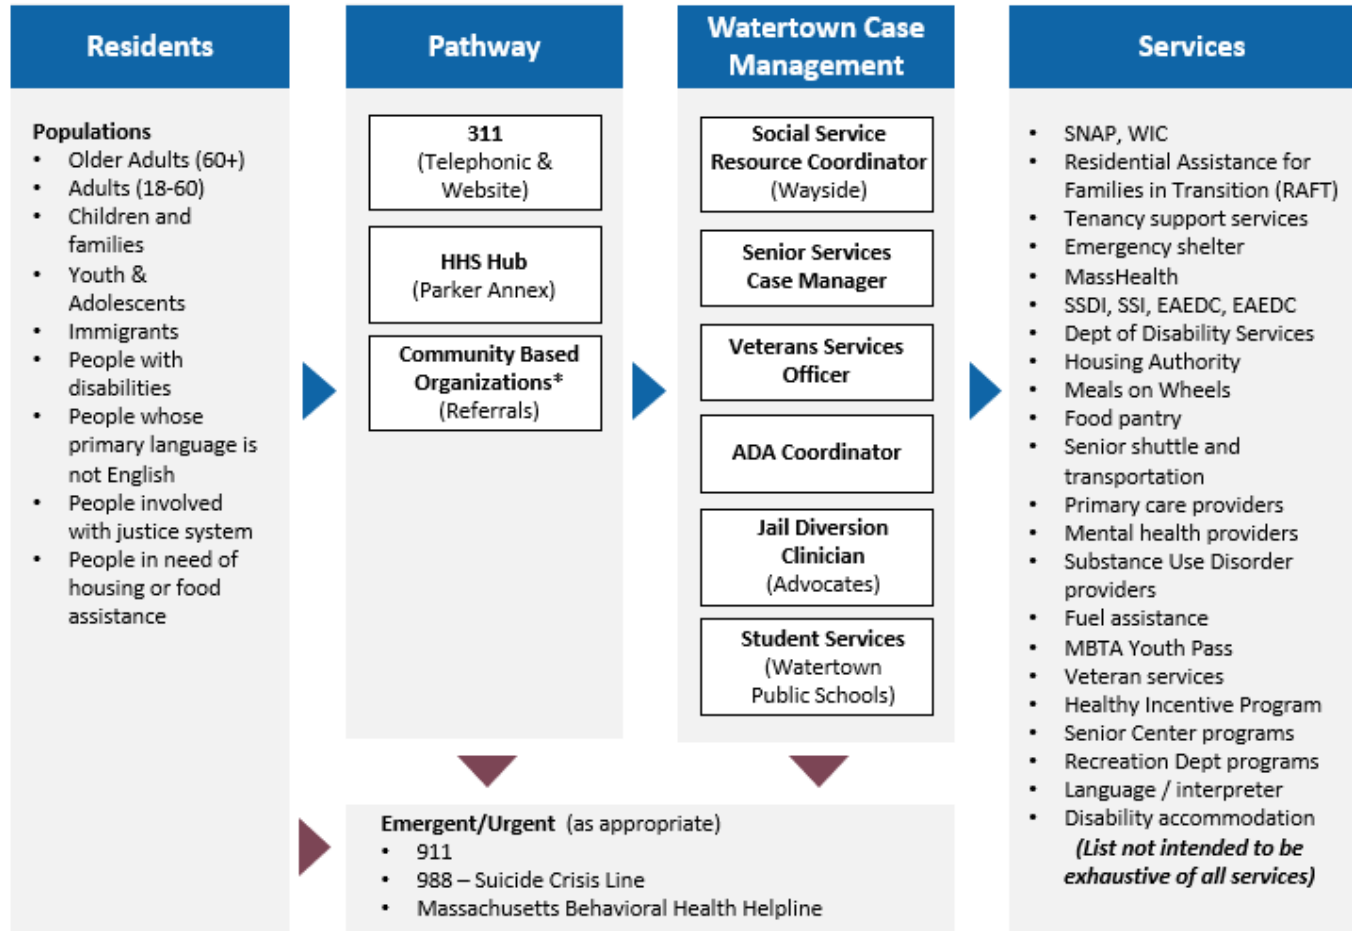 Residents
Populations
• Older Adults (60+)
• Adults (18-60)
• Children and
families
• Youth &
Adolescents
• Immigrants
• People with
disabilities
• People whose
primary language is
not English
• People involved
with justice system
• People in need of
housing or food
assistance
Pathway
311
(Telephonic &
Website)
HHS Hub
(Parker Annex)
Community Based
Organizations*
(Referrals)
Watertown Case
Management
Social Service
Resource Coordinator
(Wayside)
Senior Services
Case Manager
Veterans Services
Officer
ADA Coordinator
Jail Diversion
Clinician
(Advocates)
Student Services
(Watertown
Public Schools)
Emergent/Urgent (as appropriate)
• 911
• 988 – Suicide Crisis Line
• Massachusetts Behavioral Health Helpline
Services
• SNAP, WIC
• Residential Assistance for
Families in Transition (RAFT)
• Tenancy support services
• Emergency shelter
• MassHealth
• SSDI, SSI, EAEDC, EAEDC
• Dept of Disability Services
• Housing Authority
• Meals on Wheels
• Food pantry
• Senior shuttle and
transportation
• Primary care providers
• Mental health providers
• Substance Use Disorder
providers
• Fuel assistance
• MBTA Youth Pass
• Veteran services
• Healthy Incentive Program
• Senior Center programs
• Recreation Dept programs
• Language / interpreter
• Disability accommodation
(List not intended to be
exhaustive of all services)